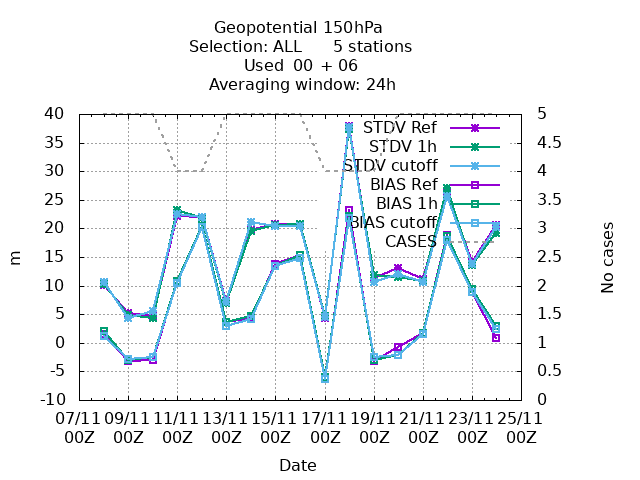 Geopotential 150hPa
Selection: ALL 5 stations
Used 00 + 06
Averaging window: 24h
40 5
35 4.5
30 4
25 3.5
20 3
15 2.5
10 2
5 1.5
0 1
-5 0.5
-10 0
m
No cases
STDV Ref
STDV 1h
STDV cutoff
BIAS Ref
BIAS 1h
BIAS cutoff
CASES
07/11 09/11 11/11 13/11 15/11 17/11 19/11 21/11 23/11 25/11
00Z 00Z 00Z 00Z 00Z 00Z 00Z 00Z 00Z 00Z
Date